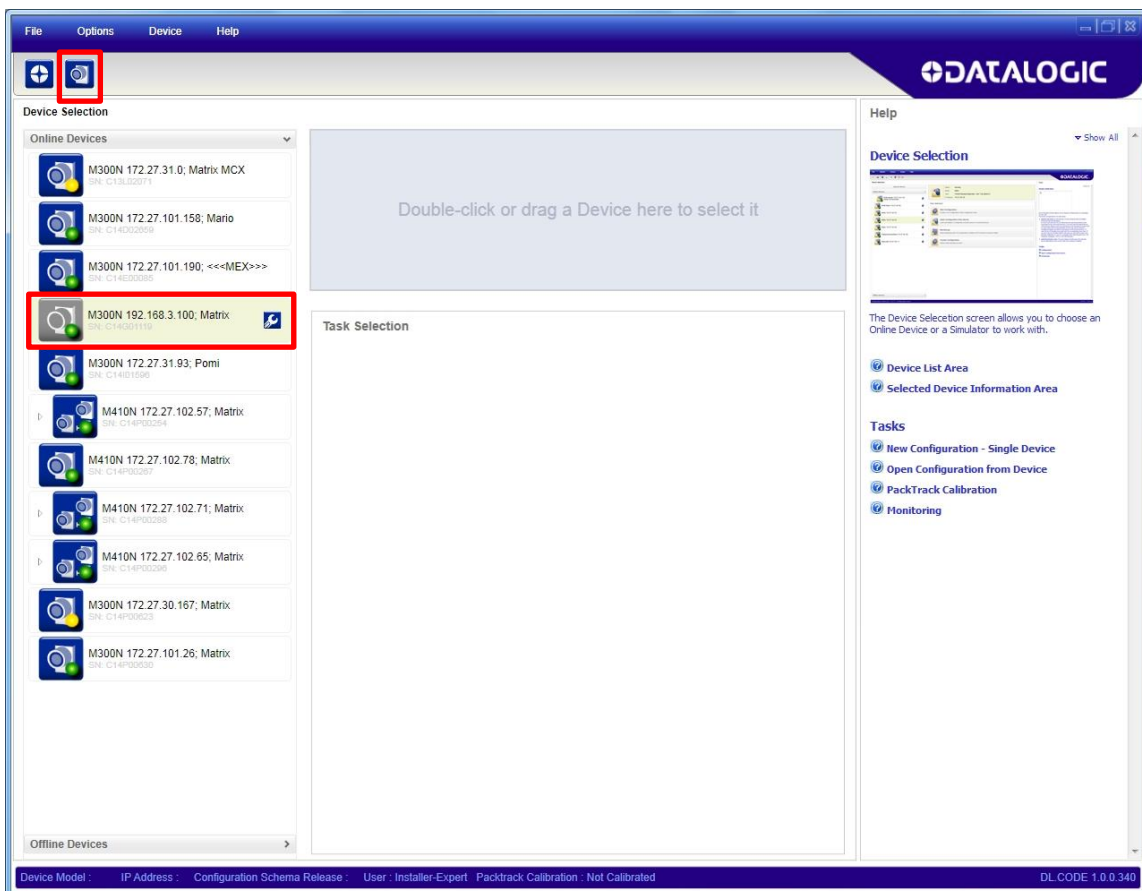 File Options Device Help
DATALOGIC
Device Selection
Online Devices
M300N 172.27.31.0; Matrix MCX
SN: C13L02071
M300N 172.27.101.158; Mario
SN: C14D02669
M300N 172.27.101.190; <<<MEX>>>
SN: C14E00085
M300N 192.168.3.100; Matrix
SN: C14G01119
M300N 172.27.31.93; Pomi
SN: C14I01596
M410N 172.27.102.57; Matrix
SN: C14P00254
M410N 172.27.102.78; Matrix
SN: C14P00267
M410N 172.27.102.71; Matrix
SN: C14P00288
M410N 172.27.102.65; Matrix
SN: C14P00296
M300N 172.27.30.167; Matrix
SN: C14P00623
M300N 172.27.101.26; Matrix
SN: C14P00630
Offline Devices
Double-click or drag a Device here to select it
Task Selection
Help
Show All
Device Selection
The Device Selecetion screen allows you to choose an
Online Device or a Simulator to work with.
Device List Area
Selected Device Information Area
Tasks
New Configuration - Single Device
Open Configuration from Device
PackTrack Calibration
Monitoring
Device Model : IP Address : Configuration Schema Release : User : Installer-Expert Packtrack Calibration : Not Calibrated DL.CODE 1.0.0.340